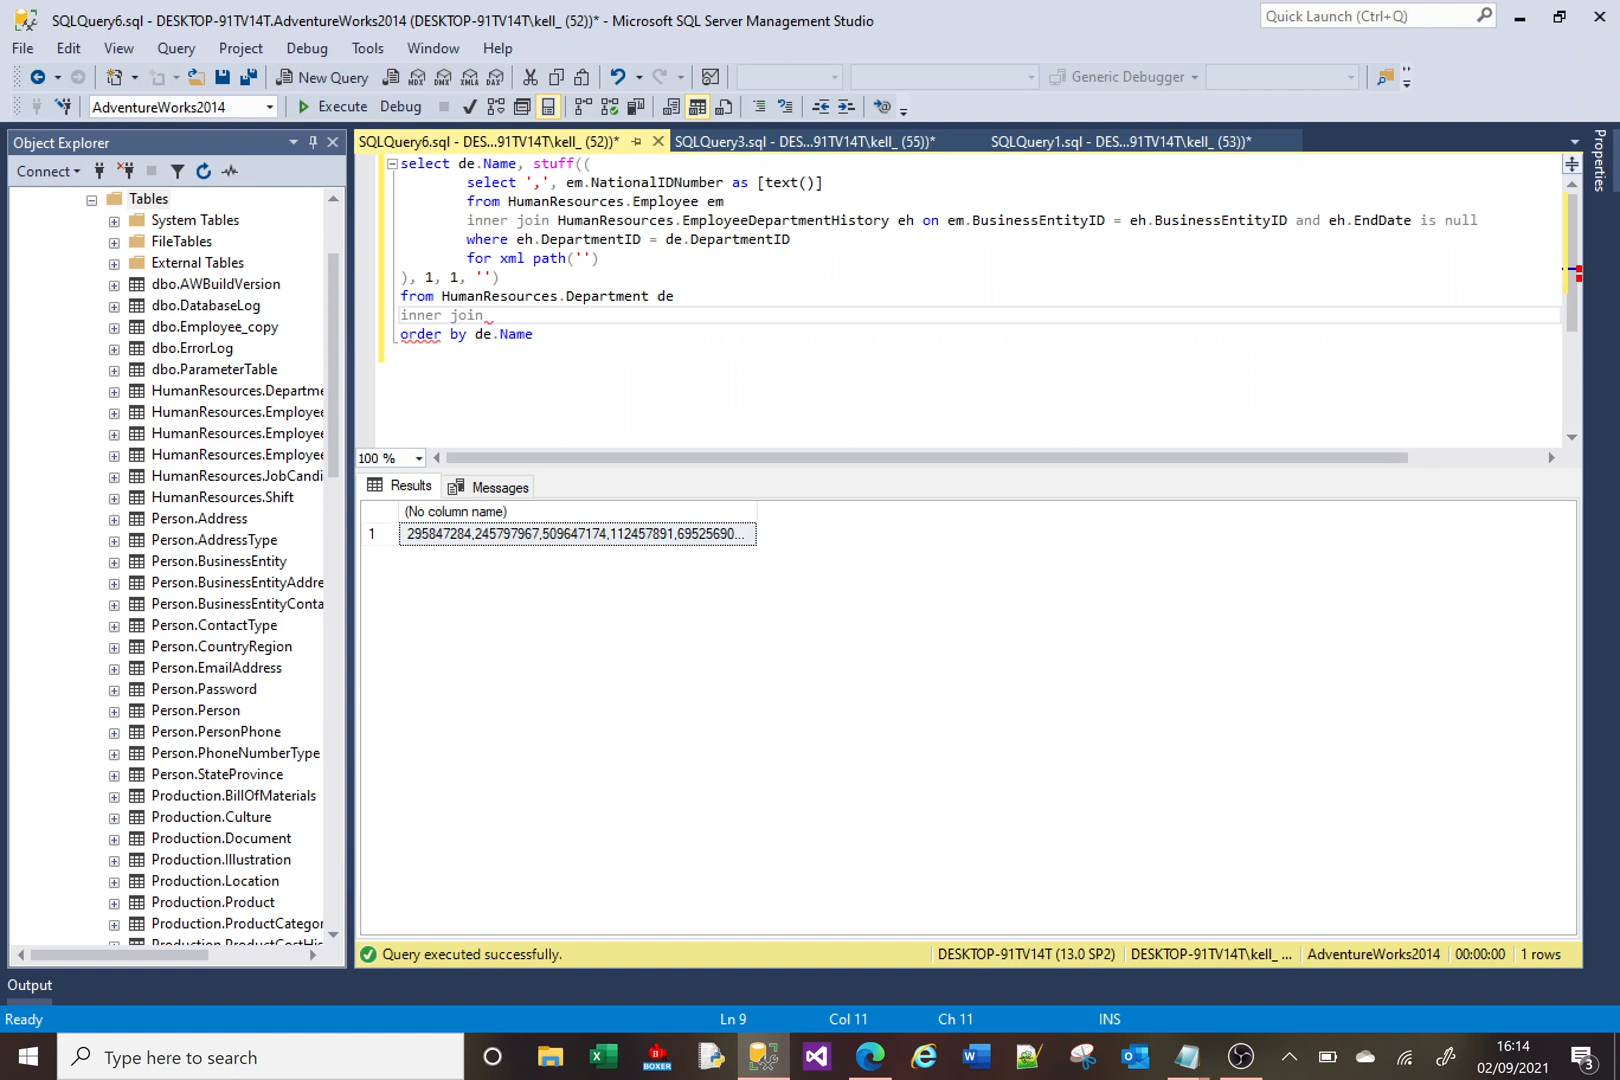 SQLQuery6.sql - DESKTOP-91TV14T.AdventureWorks2014 (DESKTOP-91TV14T\kell_ (52))* - Microsoft SQL Server Management Studio
Quick Launch (Ctrl+Q)
File Edit View Query Project Debug Tools Window Help
New Query
MDX DMX XMLA DAX
Generic Debugger
AdventureWorks2014
Execute Debug
Object Explorer
SQLQuery6.sql - DES...91TV14T\kell_ (52))*
SQLQuery3.sql - DES...91TV14T\kell_ (55))*
SQLQuery1.sql - DES...91TV14T\kell_ (53))*
Properties
Connect
Tables
System Tables
FileTables
External Tables
dbo.AWBuildVersion
dbo.DatabaseLog
dbo.Employee_copy
dbo.ErrorLog
dbo.ParameterTable
HumanResources.Departme
HumanResources.Employee
HumanResources.Employee
HumanResources.Employee
HumanResources.JobCandi
HumanResources.Shift
Person.Address
Person.AddressType
Person.BusinessEntity
Person.BusinessEntityAddre
Person.BusinessEntityConta
Person.ContactType
Person.CountryRegion
Person.EmailAddress
Person.Password
Person.Person
Person.PersonPhone
Person.PhoneNumberType
Person.StateProvince
Production.BillOfMaterials
Production.Culture
Production.Document
Production.Illustration
Production.Location
Production.Product
Production.ProductCategor
Production.ProductCostHis
select de.Name, stuff((
select ',', em.NationalIDNumber as [text()]
from HumanResources.Employee em
inner join HumanResources.EmployeeDepartmentHistory eh on em.BusinessEntityID = eh.BusinessEntityID and eh.EndDate is null
where eh.DepartmentID = de.DepartmentID
for xml path('')
), 1, 1, '')
from HumanResources.Department de
inner join
order by de.Name
100 %
Results
Messages
(No column name)
1 295847284,245797967,509647174,112457891,69525690...
Query executed successfully.
DESKTOP-91TV14T (13.0 SP2) DESKTOP-91TV14T\kell_ ... AdventureWorks2014 00:00:00 1 rows
Output
Ready
Ln 9 Col 11 Ch 11 INS
Type here to search
BOXER
16:14
02/09/2021
3